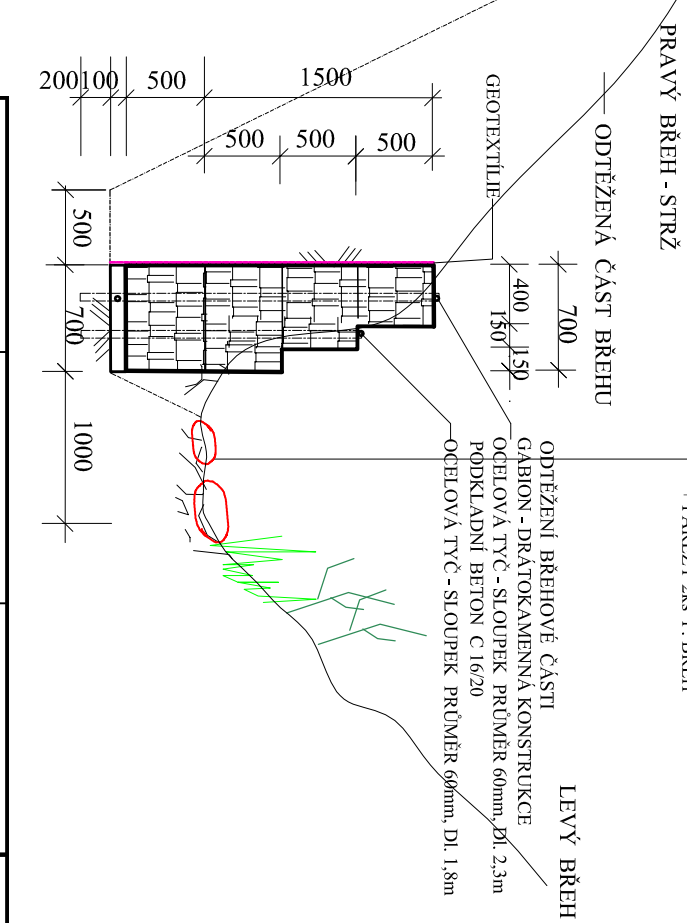 PRAVÝ BŘEH - STRŽ
ODTĚŽENÁ ČÁST BŘEHU
GEOTEXTÍLIE
200
100
500
1500
500
500
500
500
700
1000
400
150
150
700
ODTĚŽENÍ BŘEHOVÉ ČÁSTI
GABION - DRÁTOKAMENNÁ KONSTRUKCE
OCELOVÁ TYČ - SLOUPEK PRŮMĚR 60mm, Dl. 2,3m
PODKLADNÍ BETON C 16/20
OCELOVÁ TYČ - SLOUPEK PRŮMĚR 60mm, Dl. 1,8m
LEVÝ BŘEH